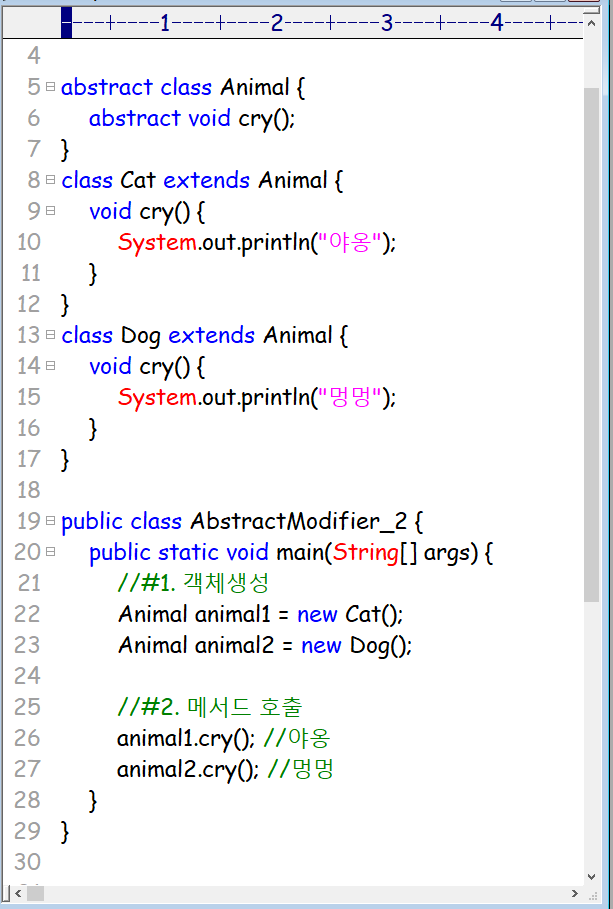 ----+----1----+----2----+----3----+----4----+--
4
5 abstract class Animal {
6 abstract void cry();
7 }
8 class Cat extends Animal {
9 void cry() {
10 System.out.println("야옹");
11 }
12 }
13 class Dog extends Animal {
14 void cry() {
15 System.out.println("멍멍");
16 }
17 }
18
19 public class AbstractModifier_2 {
20 public static void main(String[] args) {
21 //#1. 객체생성
22 Animal animal1 = new Cat();
23 Animal animal2 = new Dog();
24
25 //#2. 메서드 호출
26 animal1.cry(); //야옹
27 animal2.cry(); //멍멍
28 }
29 }
30